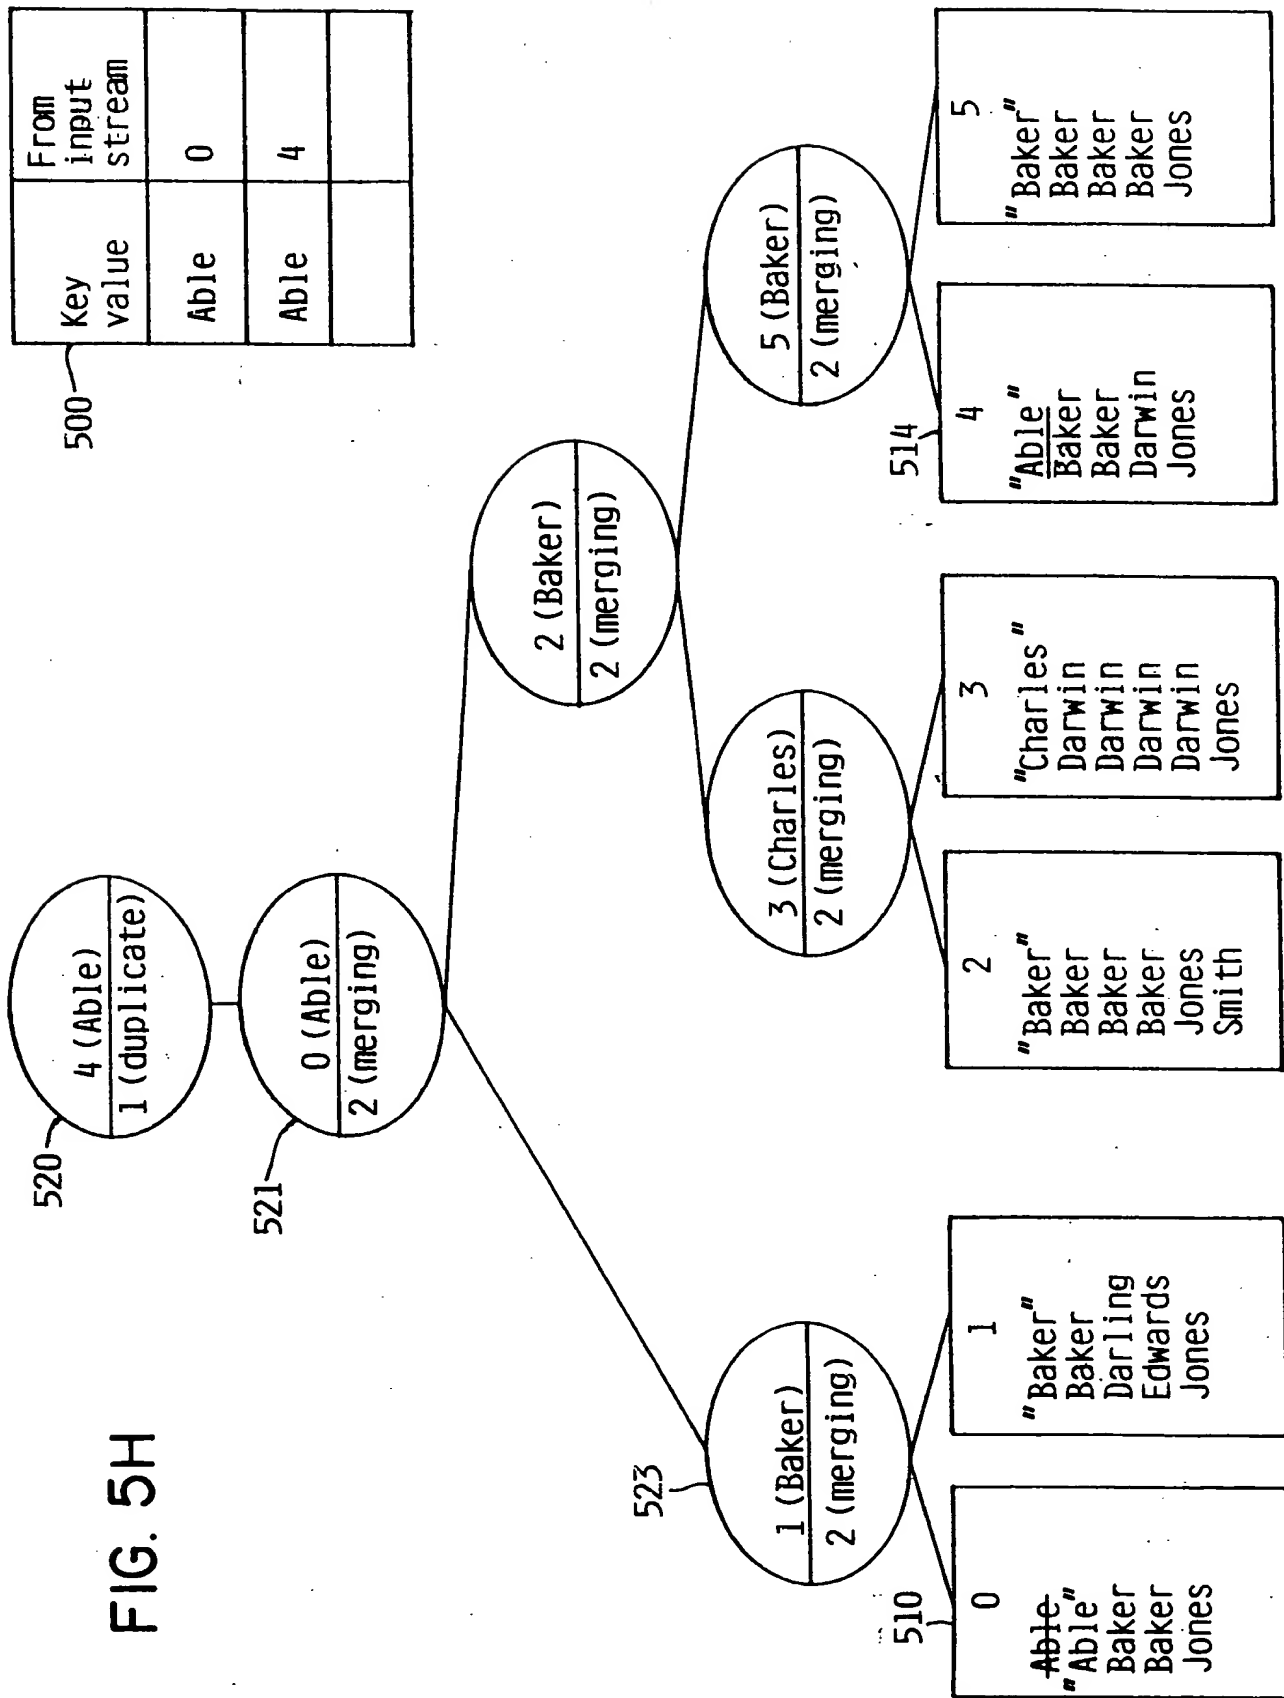 FIG. 5H
500
Key value
From input stream
Able 0
Able 4
520
4 (Able)
1 (duplicate)
521
0 (Able)
2 (merging)
2 (Baker)
2 (merging)
523
1 (Baker)
2 (merging)
3 (Charles)
2 (merging)
5 (Baker)
2 (merging)
510
0
Able
"Able"
Baker
Baker
Jones
1
"Baker"
Baker
Darling
Edwards
Jones
2
"Baker"
Baker
Baker
Baker
Jones
Smith
3
"Charles"
Darwin
Darwin
Darwin
Darwin
Jones
514
4
"Able"
Baker
Baker
Darwin
Jones
5
"Baker"
Baker
Baker
Baker
Jones